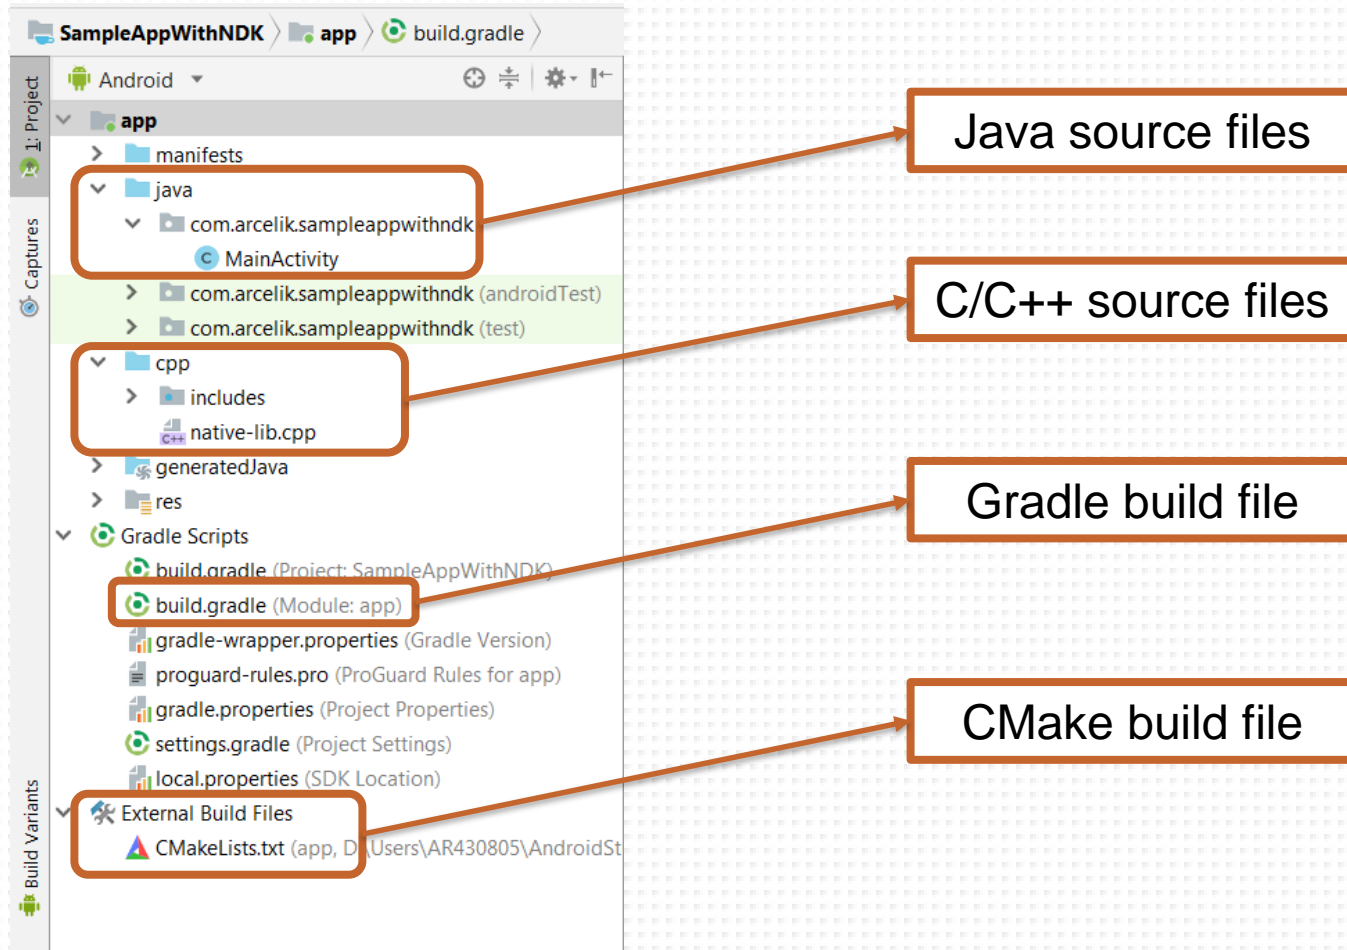 SampleAppWithNDK app build.gradle
Android
1: Project
Captures
Build Variants
app
manifests
java
com.arcelik.sampleappwithndk
C MainActivity
com.arcelik.sampleappwithndk (androidTest)
com.arcelik.sampleappwithndk (test)
cpp
includes
C++ native-lib.cpp
generatedJava
res
Gradle Scripts
build.gradle (Project: SampleAppWithNDK)
build.gradle (Module: app)
gradle-wrapper.properties (Gradle Version)
proguard-rules.pro (ProGuard Rules for app)
gradle.properties (Project Properties)
settings.gradle (Project Settings)
local.properties (SDK Location)
External Build Files
CMakeLists.txt (app, D:\Users\AR430805\AndroidSt
Java source files
C/C++ source files
Gradle build file
CMake build file